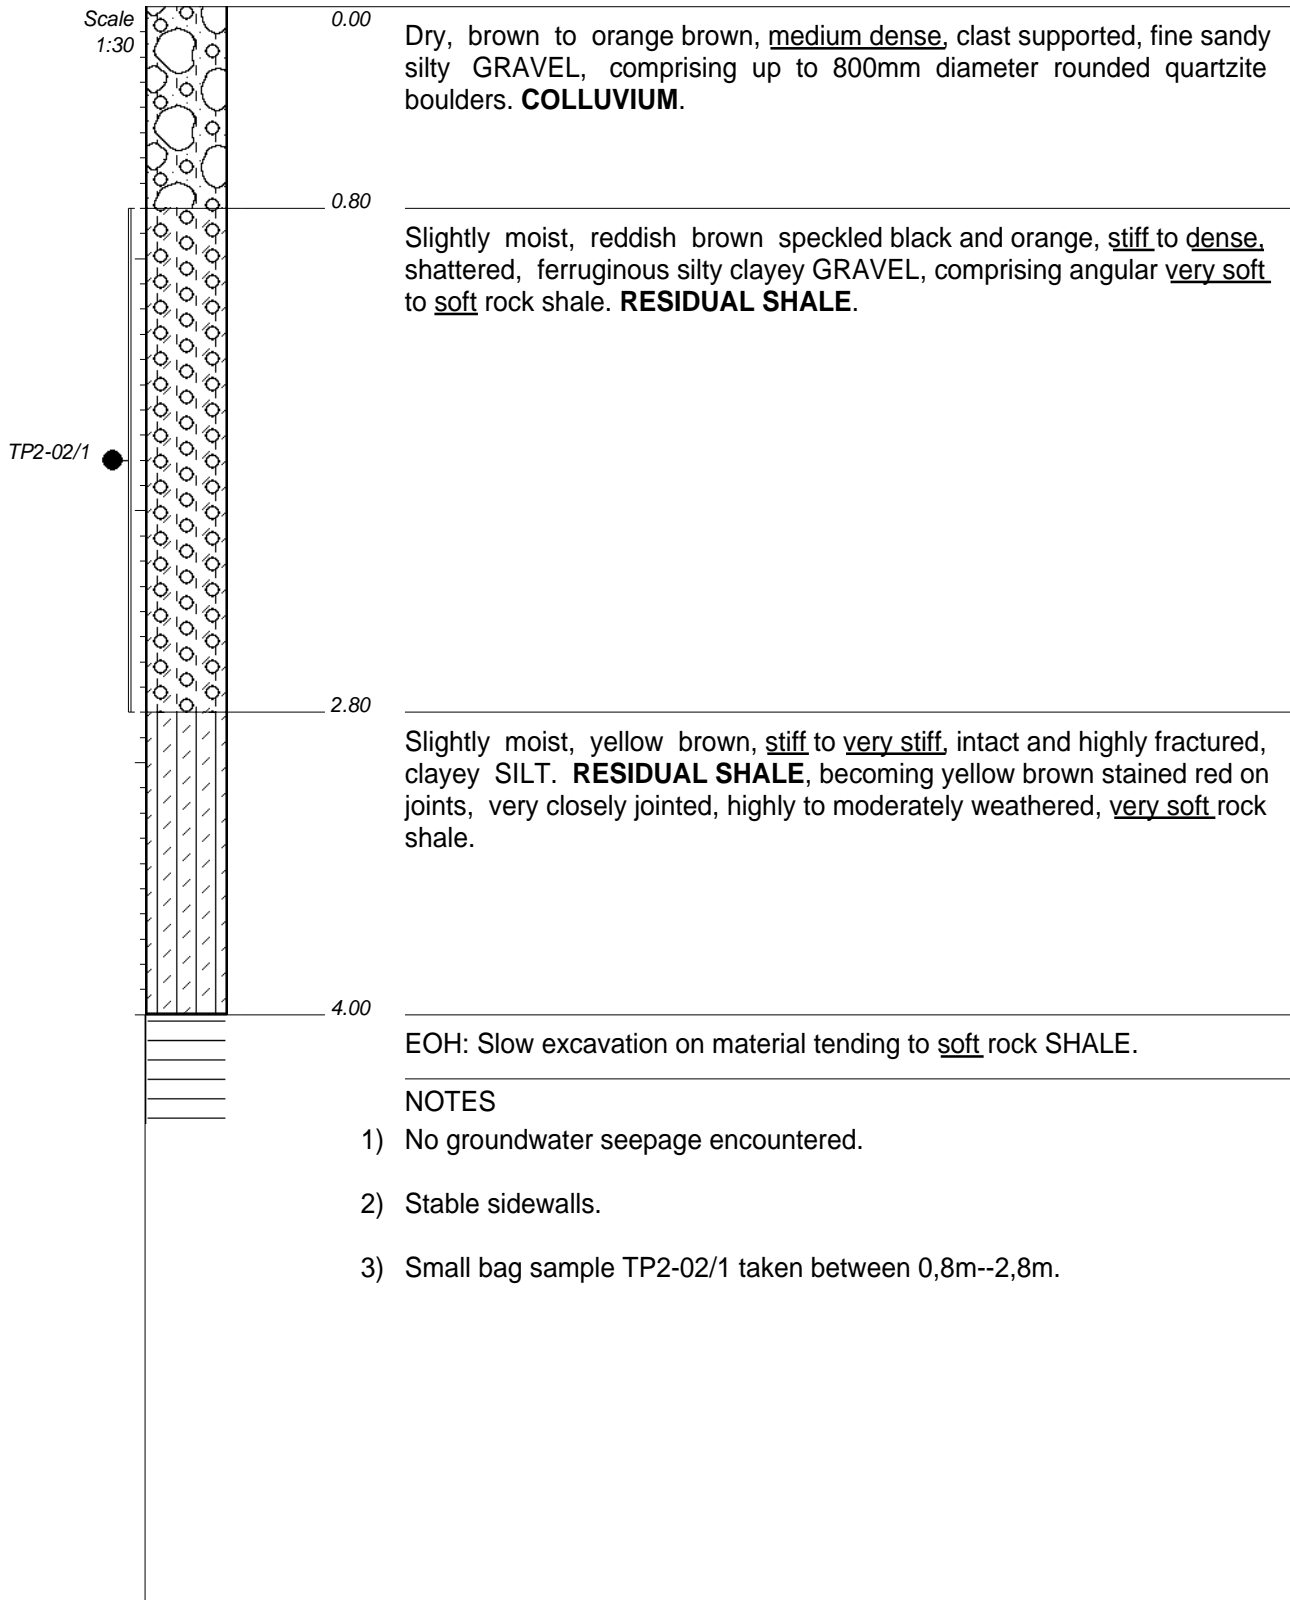 Scale
1:30
0.00
Dry, brown to orange brown, medium dense, clast supported, fine sandy
silty GRAVEL, comprising up to 800mm diameter rounded quartzite
boulders. COLLUVIUM.
0.80
Slightly moist, reddish brown speckled black and orange, stiff to dense,
shattered, ferruginous silty clayey GRAVEL, comprising angular very soft
to soft rock shale. RESIDUAL SHALE.
TP2-02/1
2.80
Slightly moist, yellow brown, stiff to very stiff, intact and highly fractured,
clayey SILT. RESIDUAL SHALE, becoming yellow brown stained red on
joints, very closely jointed, highly to moderately weathered, very soft rock
shale.
4.00
EOH: Slow excavation on material tending to soft rock SHALE.
NOTES
1) No groundwater seepage encountered.
2) Stable sidewalls.
3) Small bag sample TP2-02/1 taken between 0,8m--2,8m.